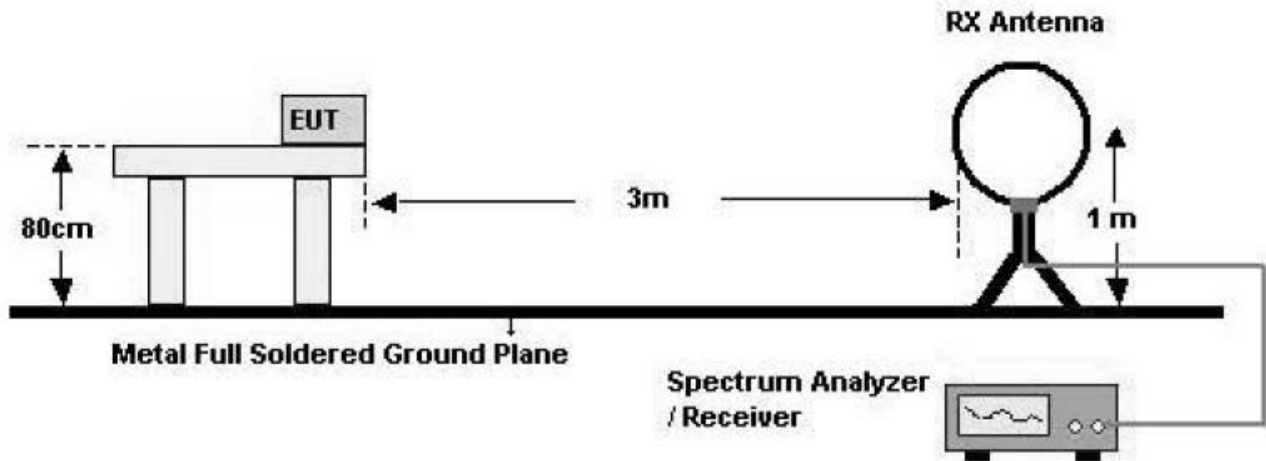 RX Antenna
EUT
80cm
3m
1 m
Metal Full Soldered Ground Plane
Spectrum Analyzer
/ Receiver